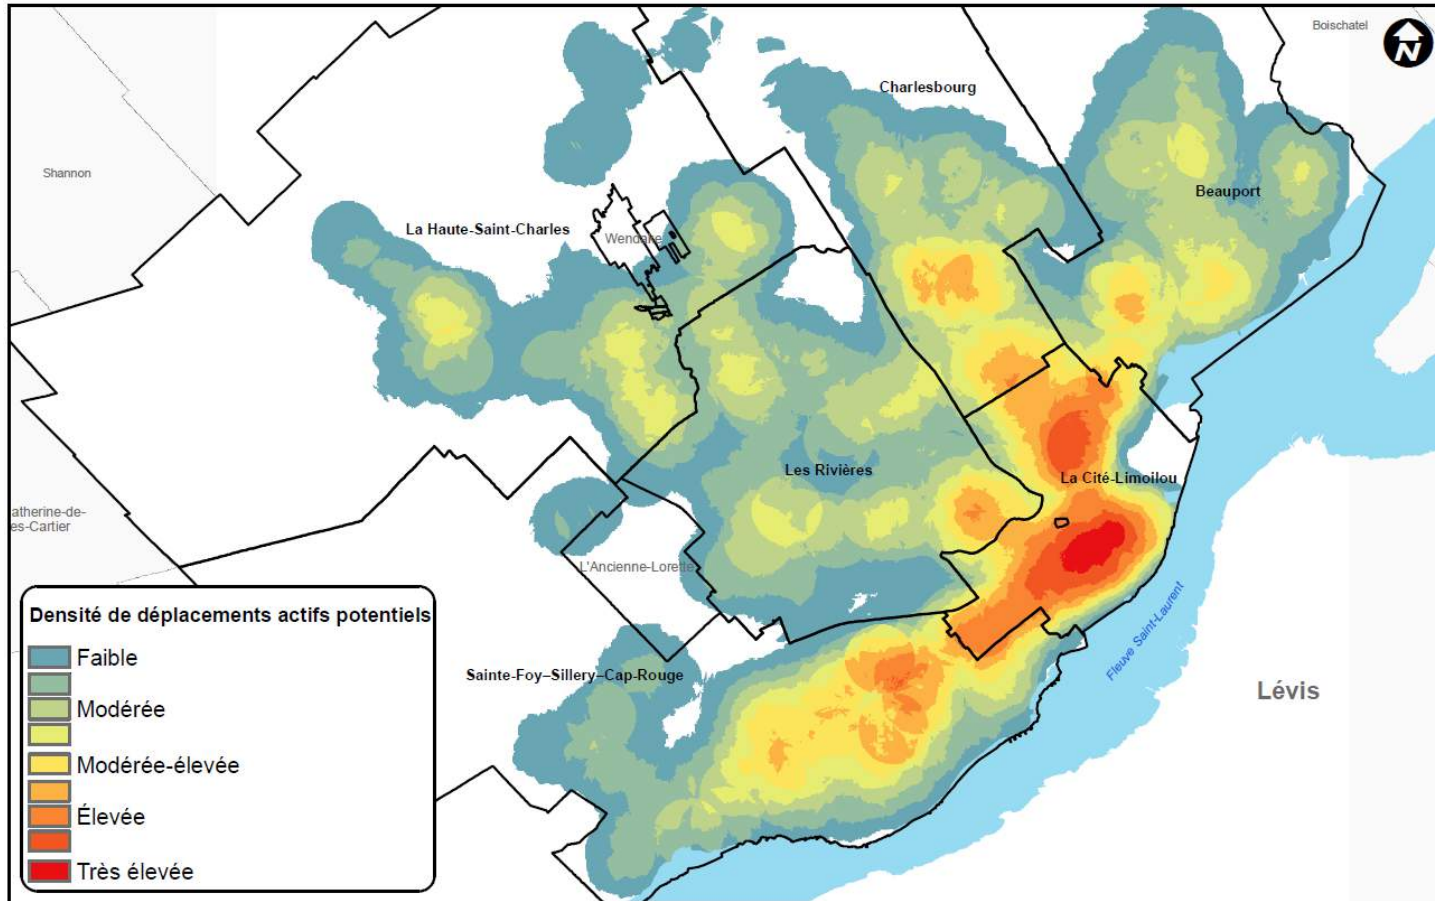 Boischatel
N
Charlesbourg
Shannon
Beauport
La Haute-Saint-Charles
Wendake
Les Rivières
La Cité-Limoilou
atherine-de-
es-Cartier
L'Ancienne-Lorette
Fleuve Saint-Laurent
Sainte-Foy–Sillery–Cap-Rouge
Lévis
Densité de déplacements actifs potentiels
Faible
Modérée
Modérée-élevée
Élevée
Très élevée